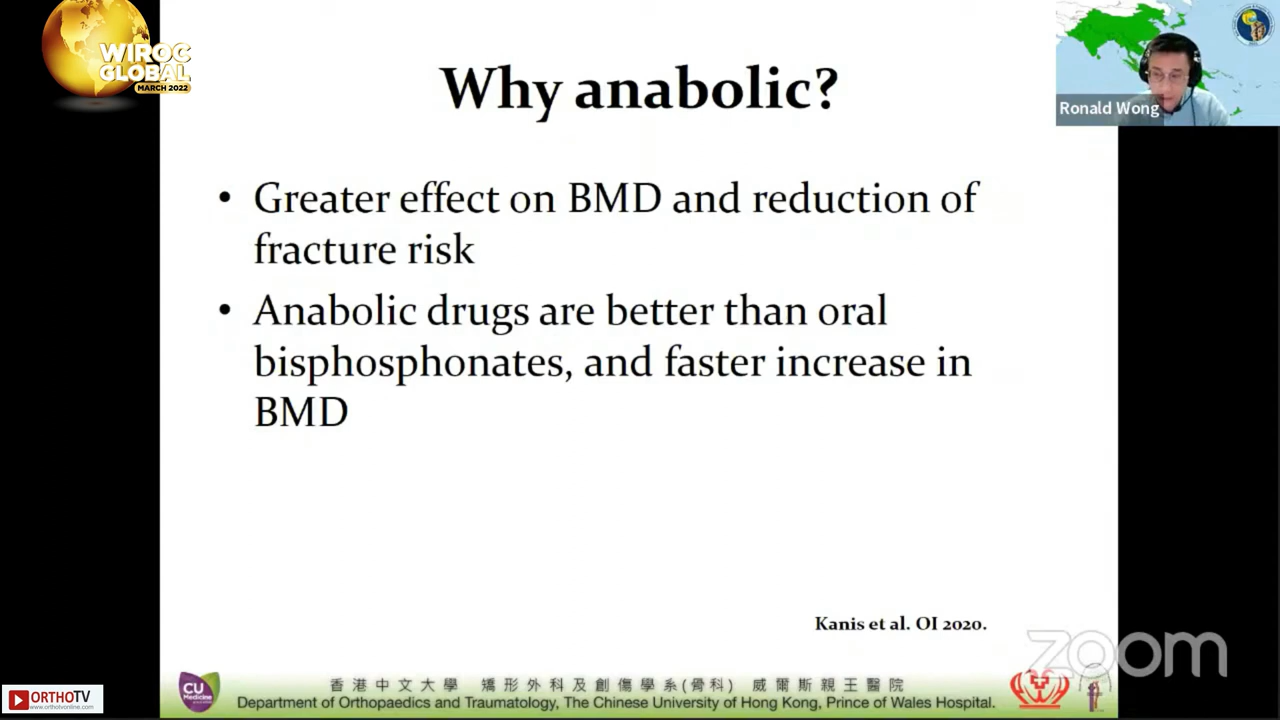 WIROC
GLOBAL
MARCH 2022
Why anabolic?
Ronald Wong
• Greater effect on BMD and reduction of
fracture risk
• Anabolic drugs are better than oral
bisphosphonates, and faster increase in
BMD
Kanis et al. OI 2020.
zoom
CU
Medicine
香港中文大學 矯形外科及創傷學系(骨科) 威爾斯親王醫院
Department of Orthopaedics and Traumatology, The Chinese University of Hong Kong, Prince of Wales Hospital.
ORTHOTV
www.orthotvonline.com